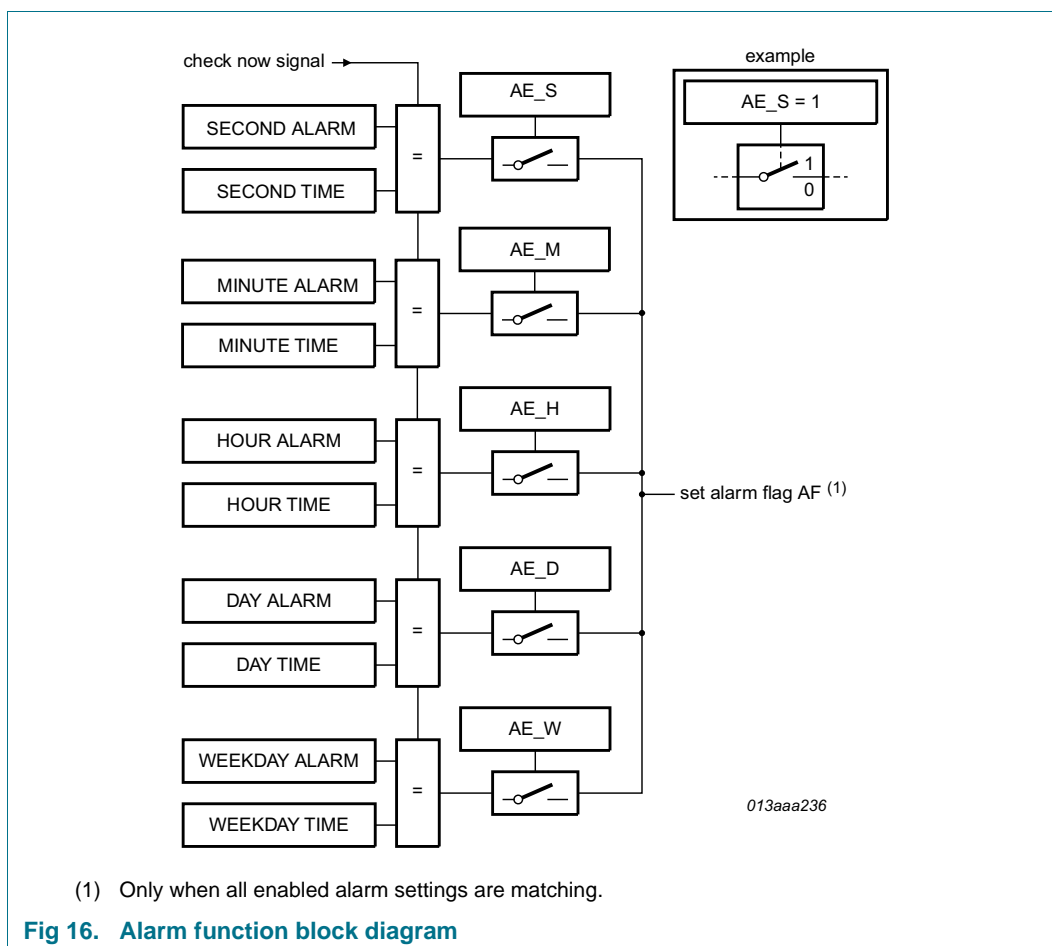 check now signal
example
AE_S
AE_S = 1
SECOND ALARM
=
1
SECOND TIME
0
AE_M
MINUTE ALARM
=
MINUTE TIME
AE_H
HOUR ALARM
=
set alarm flag AF (1)
HOUR TIME
AE_D
DAY ALARM
=
DAY TIME
AE_W
WEEKDAY ALARM
=
013aaa236
WEEKDAY TIME
(1) Only when all enabled alarm settings are matching.
Fig 16. Alarm function block diagram